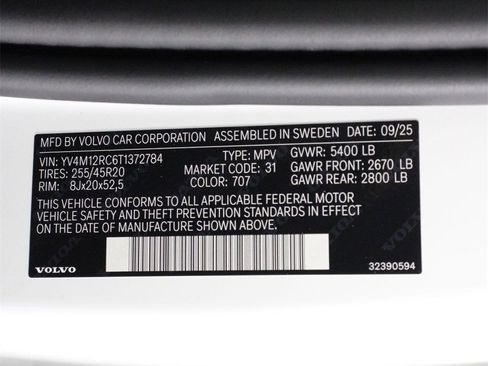 MFD BY VOLVO CAR CORPORATION ASSEMBLED IN SWEDEN DATE 09/25
VIN: YV4M12RC6T1372784 TYPE: MPV GVWR: 5400 LB
TIRES: 255/45R20 MARKET CODE: 31 GAWR FRONT: 2670 LB
RIM: 8Jx20x52,5 COLOR: 707 GAWR REAR: 2800 LB
THIS VEHICLE CONFORMS TO ALL APPLICABLE FEDERAL MOTOR
VEHICLE SAFETY AND THEFT PREVENTION STANDARDS IN EFFECT
ON THE DATE OF MANUFACTURE SHOWN ABOVE.
VOLVO 32390594